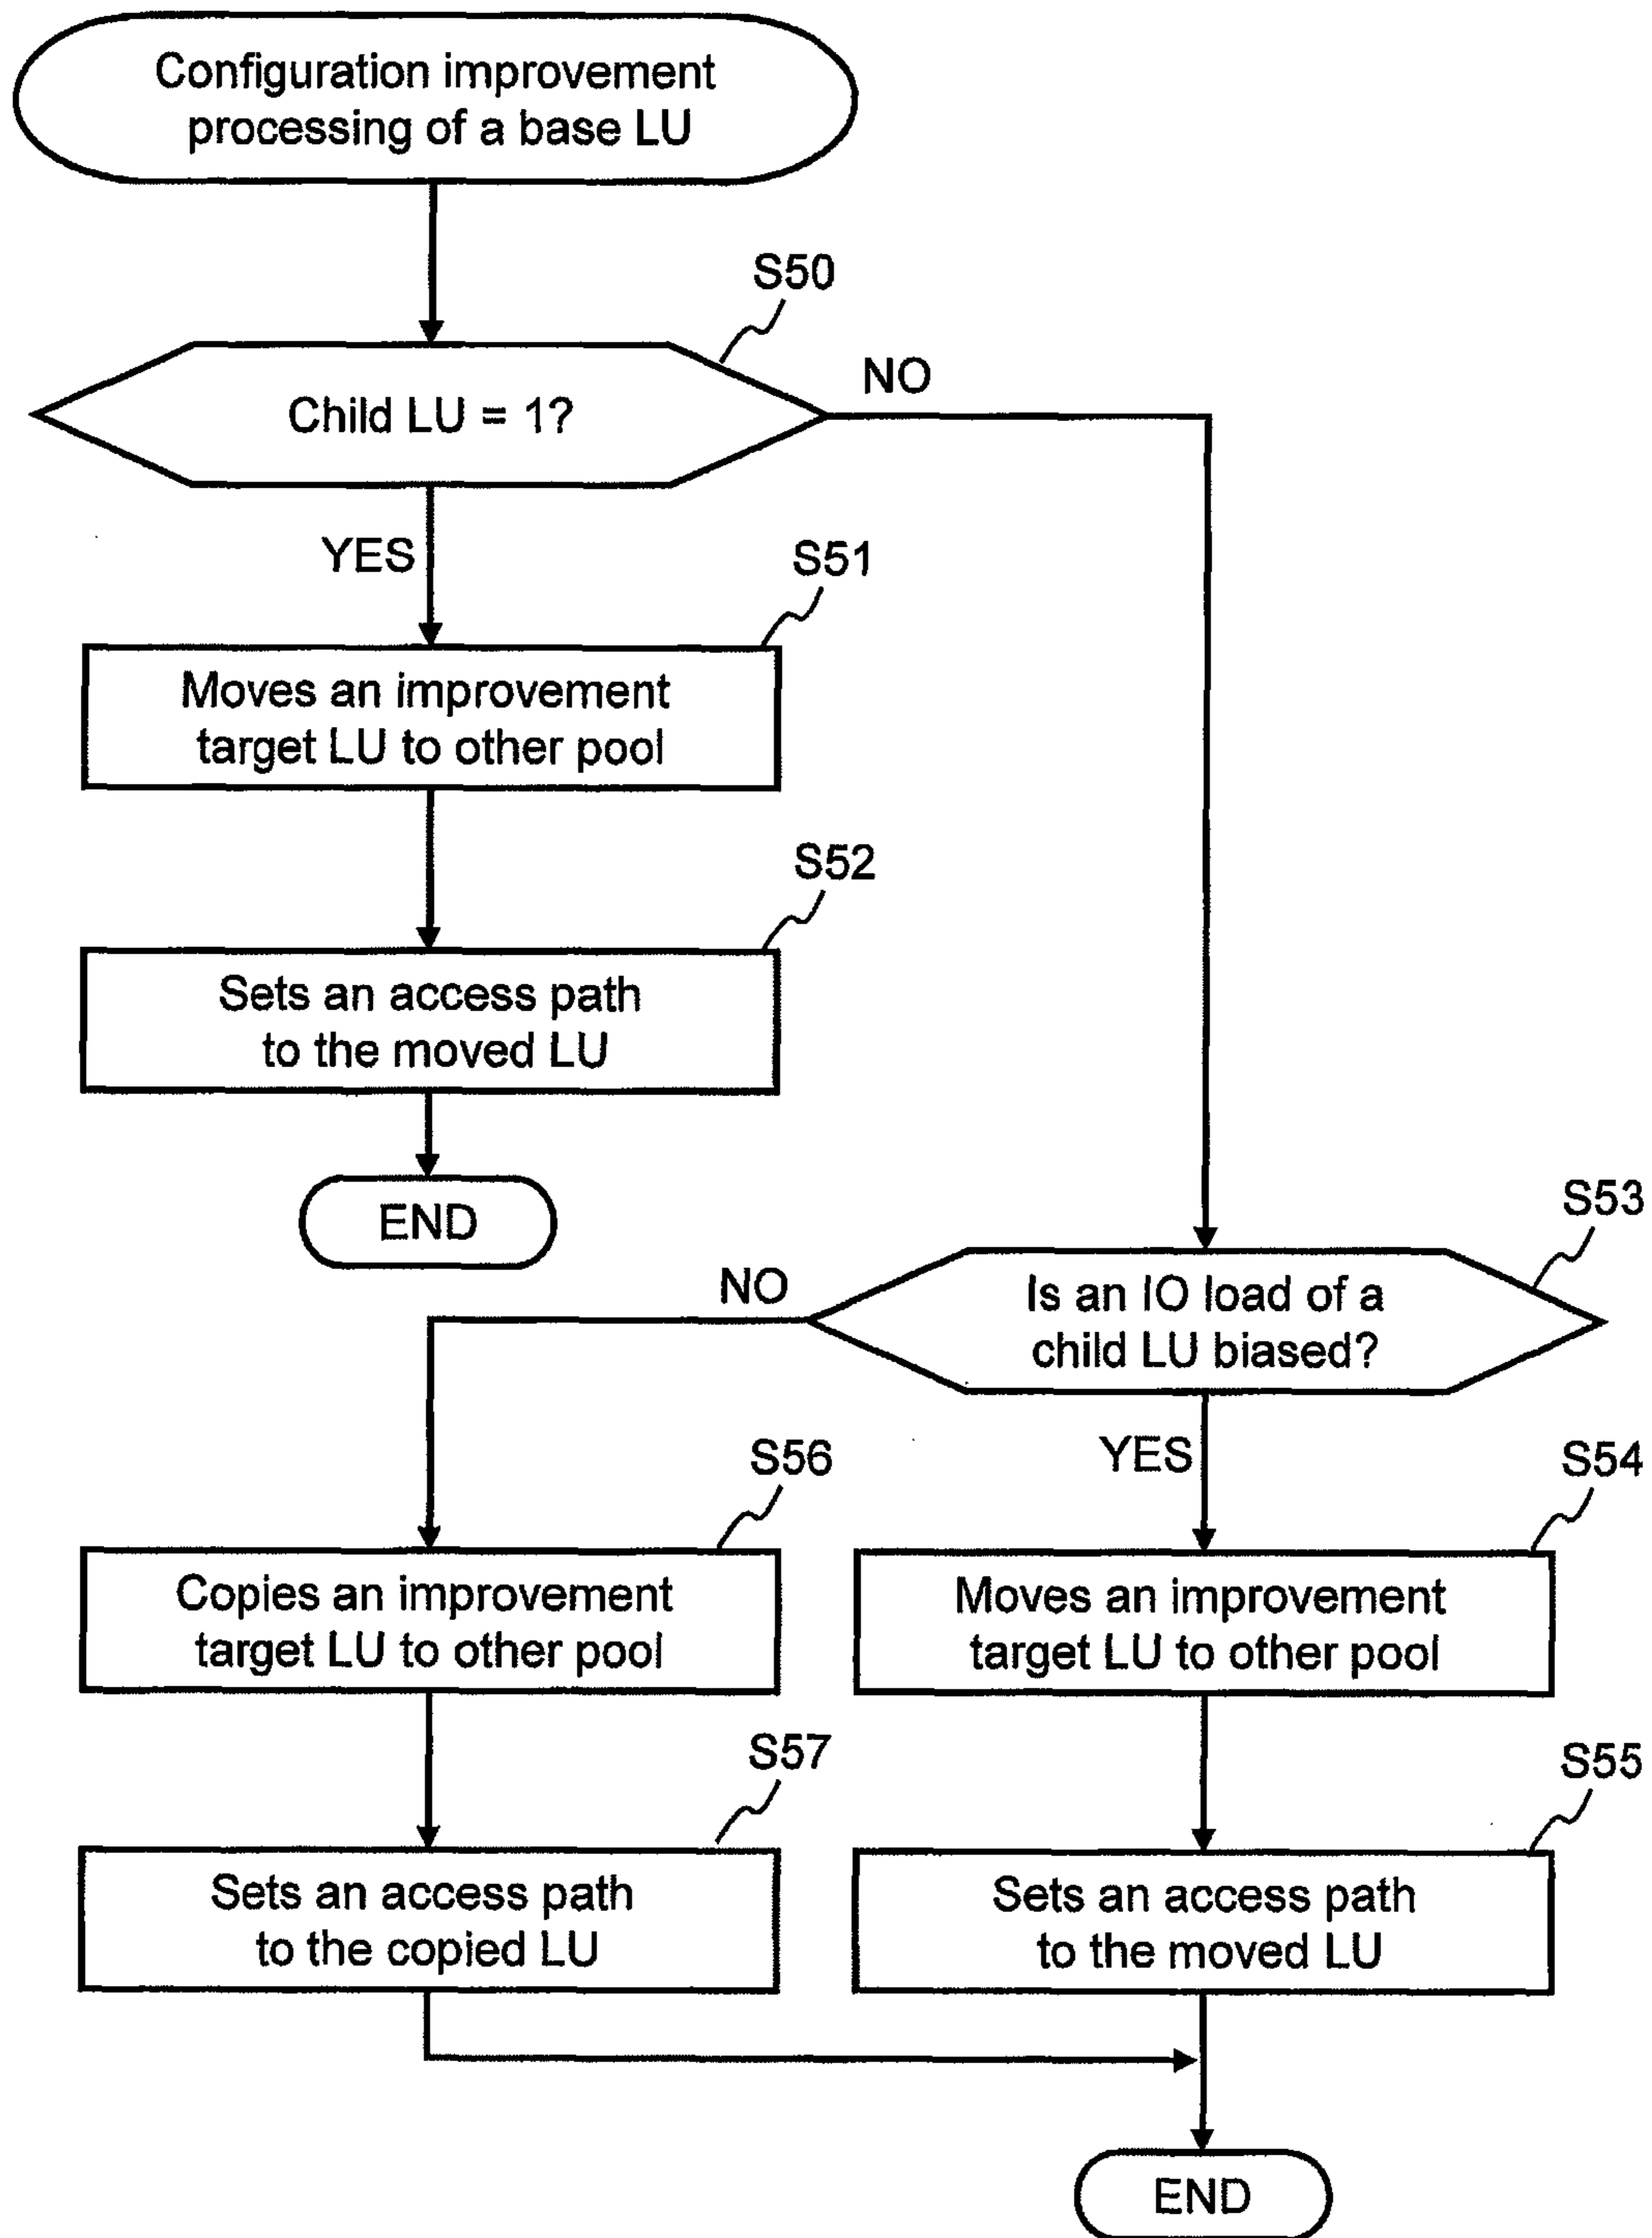 Configuration improvement
processing of a base LU
S50
Child LU = 1?
NO
YES
S51
Moves an improvement
target LU to other pool
S52
Sets an access path
to the moved LU
END
S53
Is an IO load of a
child LU biased?
NO
YES
S56
Copies an improvement
target LU to other pool
S54
Moves an improvement
target LU to other pool
S57
Sets an access path
to the copied LU
S55
Sets an access path
to the moved LU
END